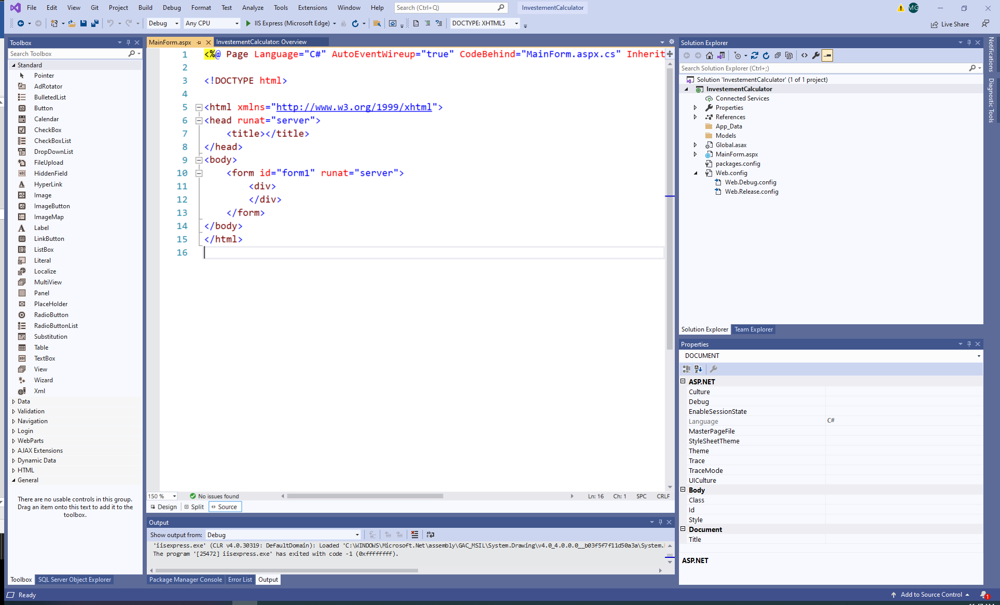 File Edit View Git Project Build Debug Format Test Analyze Tools Extensions Window Help Search (Ctrl+Q) InvestementCalculator MG
Debug Any CPU IIS Express (Microsoft Edge) DOCTYPE: XHTML5 Live Share
Toolbox
Search Toolbox
Standard
Pointer
AdRotator
BulletedList
Button
Calendar
CheckBox
CheckBoxList
DropDownList
FileUpload
HiddenField
HyperLink
Image
ImageButton
ImageMap
Label
LinkButton
ListBox
Literal
Localize
MultiView
Panel
PlaceHolder
RadioButton
RadioButtonList
Substitution
Table
TextBox
View
Wizard
Xml
Data
Validation
Navigation
Login
WebParts
AJAX Extensions
Dynamic Data
HTML
General
There are no usable controls in this group.
Drag an item onto this text to add it to the
toolbox.
Toolbox SQL Server Object Explorer
MainForm.aspx InvestementCalculator: Overview
1 <%@ Page Language="C#" AutoEventWireup="true" CodeBehind="MainForm.aspx.cs" Inherit
2
3 <!DOCTYPE html>
4
5 <html xmlns="http://www.w3.org/1999/xhtml">
6 <head runat="server">
7 <title></title>
8 </head>
9 <body>
10 <form id="form1" runat="server">
11 <div>
12 </div>
13 </form>
14 </body>
15 </html>
16
150 % No issues found Ln: 16 Ch: 1 SPC CRLF
Design Split Source
Output
Show output from: Debug
'iisexpress.exe' (CLR v4.0.30319: DefaultDomain): Loaded 'C:\WINDOWS\Microsoft.Net\assembly\GAC_MSIL\System.Drawing\v4.0_4.0.0.0__b03f5f7f11d50a3a\System.
The program '[25472] iisexpress.exe' has exited with code -1 (0xffffffff).
Package Manager Console Error List Output
Solution Explorer
Search Solution Explorer (Ctrl+;)
Solution 'InvestementCalculator' (1 of 1 project)
InvestementCalculator
Connected Services
Properties
References
App_Data
Models
Global.asax
MainForm.aspx
packages.config
Web.config
Web.Debug.config
Web.Release.config
Solution Explorer Team Explorer
Properties
DOCUMENT
ASP.NET
Culture
Debug
EnableSessionState
Language C#
MasterPageFile
StyleSheetTheme
Theme
Trace
TraceMode
UICulture
Body
Class
Id
Style
Document
Title
ASP.NET
Notifications
Diagnostic Tools
Ready Add to Source Control 1